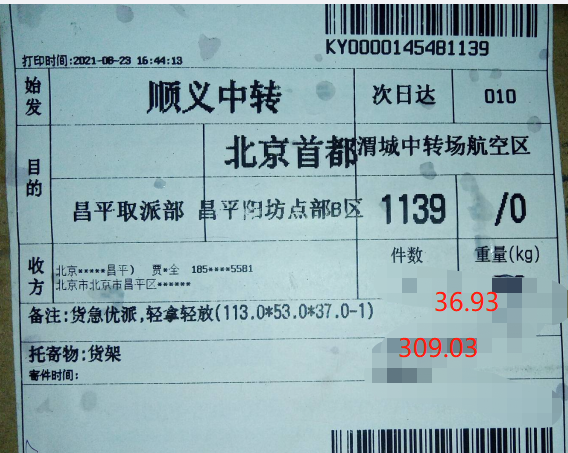 KY0000145481139
打印时间:2021-08-23 16:44:13
始发 顺义中转 次日达 010
目的 北京首都 渭城中转场航空区
昌平取派部 昌平阳坊点部B区 1139 /0
件数 重量(kg)
收方 北京*****昌平) 贾*全 185****5581
北京市北京市昌平区******
36.93
备注:货急优派,轻拿轻放(113.0*53.0*37.0-1)
309.03
托寄物:货架
寄件时间: